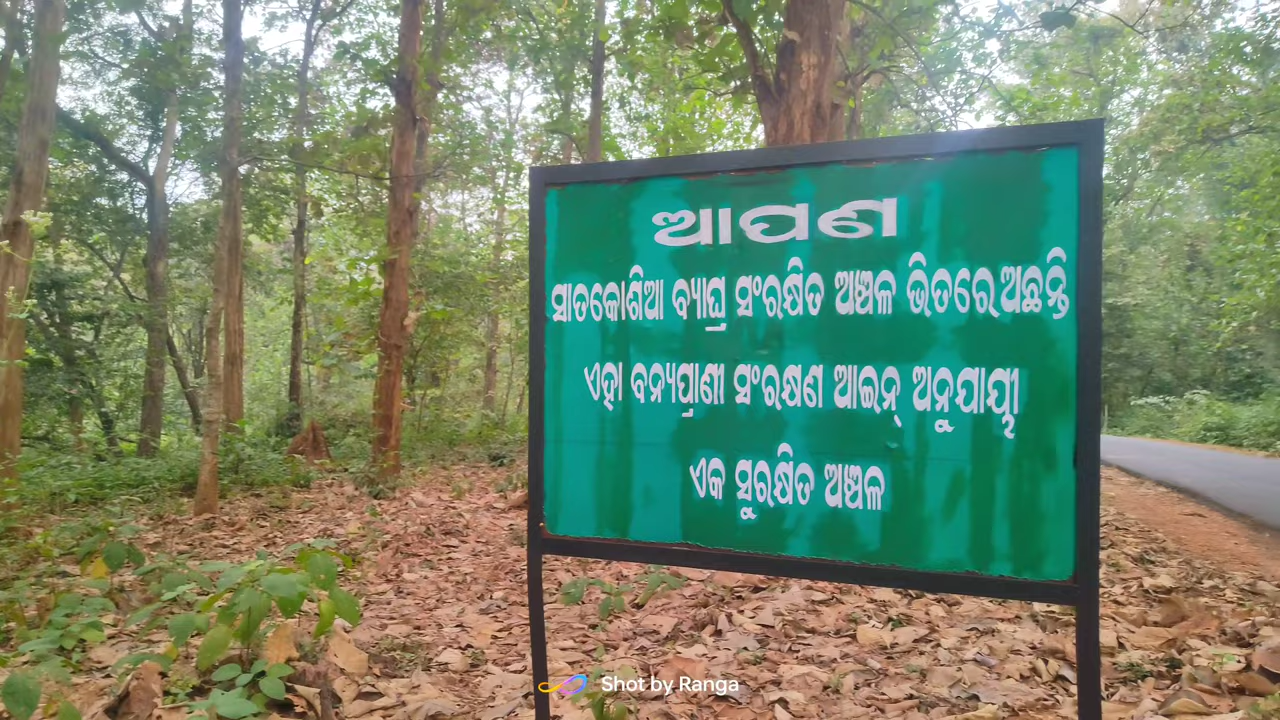 ଆପଣ
ସାତକୋଶିଆ ବ୍ୟାଘ୍ର ସଂରକ୍ଷିତ ଅଞ୍ଚଳ ଭିତରେ ଅଛନ୍ତି
ଏହା ବନ୍ୟପ୍ରାଣୀ ସଂରକ୍ଷଣ ଆଇନ୍ ଅନୁଯାୟୀ
ଏକ ସୁରକ୍ଷିତ ଅଞ୍ଚଳ
Shot by Ranga